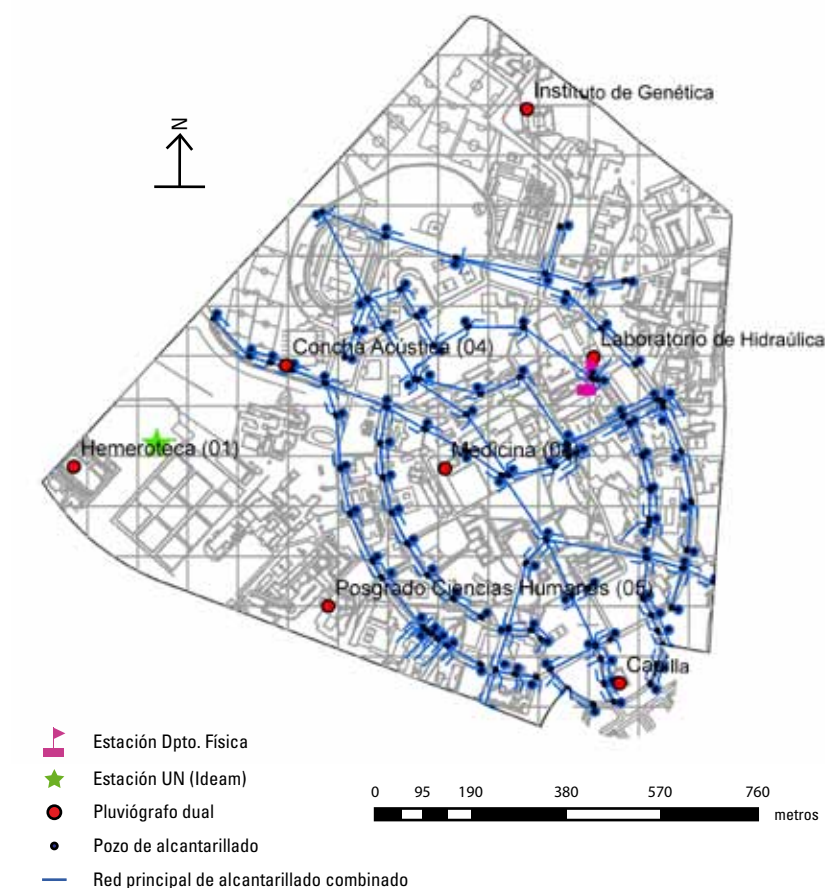 Instituto de Genética
N
Laboratorio de Hidraúlica
Concha Acústica (04)
Hemeroteca (01)
Medicina
Posgrado Ciencias Humanas (05)
Capilla
Estación Dpto. Física
Estación UN (Ideam)
Pluviógrafo dual
Pozo de alcantarillado
Red principal de alcantarillado combinado
0 95 190 380 570 760
metros